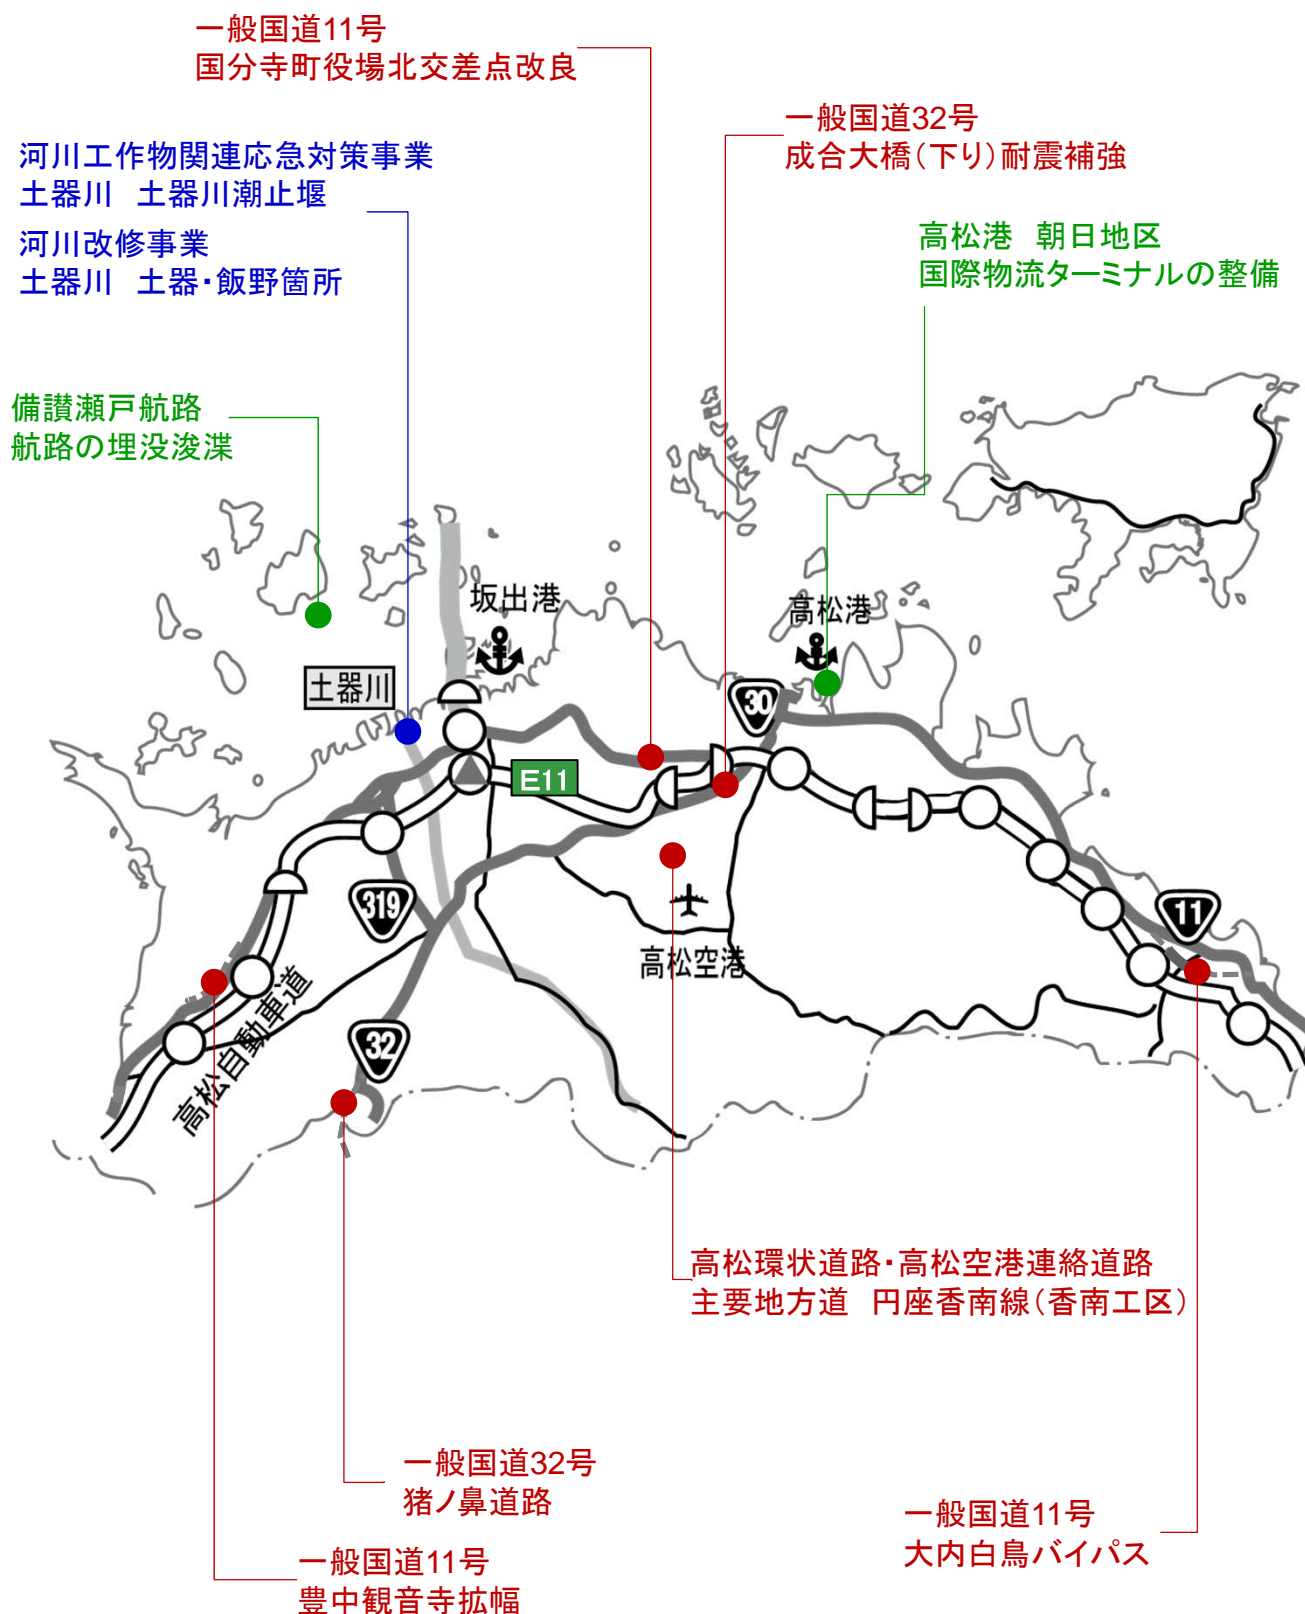 一般国道11号
国分寺町役場北交差点改良
一般国道32号
成合大橋（下り）耐震補強
河川工作物関連応急対策事業
土器川　土器川潮止堰
河川改修事業
土器川　土器・飯野箇所
高松港　朝日地区
国際物流ターミナルの整備
備讃瀬戸航路
航路の埋没浚渫
坂出港
高松港
土器川
30
E11
319
11
高松空港
高松自動車道
32
高松環状道路・高松空港連絡道路
主要地方道　円座香南線（香南工区）
一般国道32号
猪ノ鼻道路
一般国道11号
大内白鳥バイパス
一般国道11号
豊中観音寺拡幅